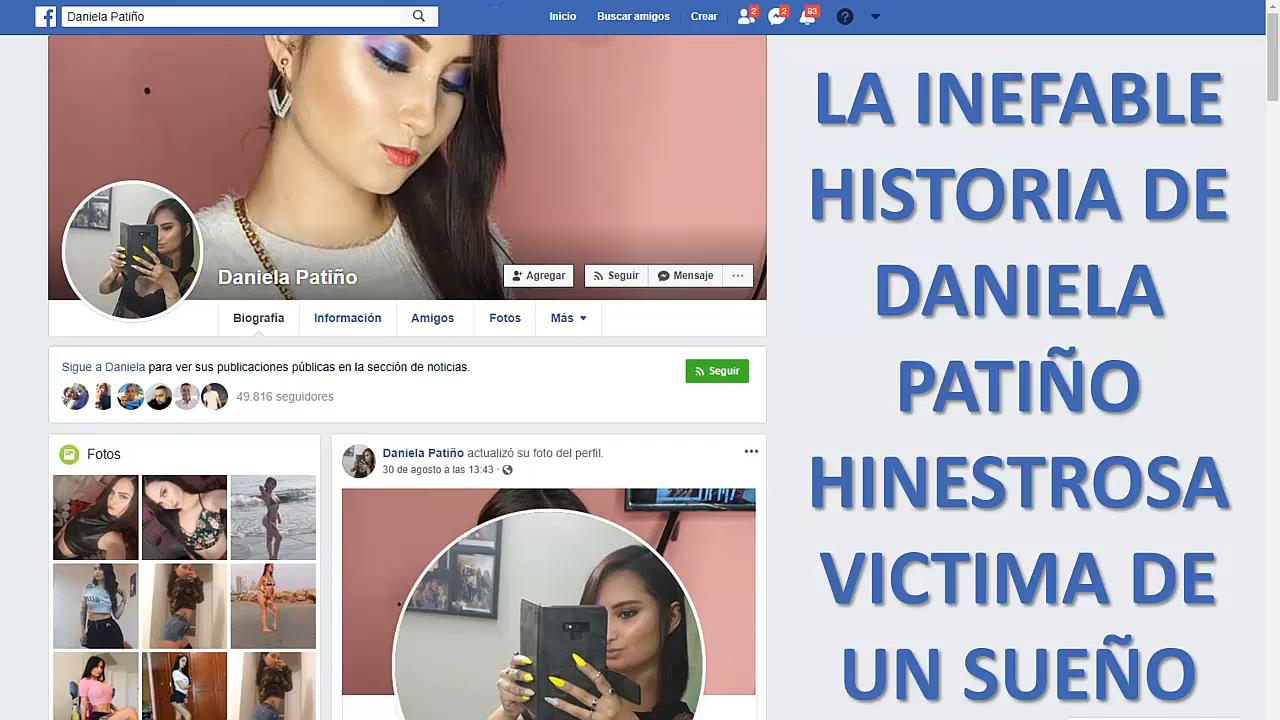 Daniela Patiño
Inicio
Buscar amigos
Crear
2
2
93
?
Daniela Patiño
Agregar
Seguir
Mensaje
Biografía
Información
Amigos
Fotos
Más
Sigue a Daniela para ver sus publicaciones públicas en la sección de noticias.
Seguir
49.816 seguidores
Fotos
Daniela Patiño actualizó su foto del perfil.
30 de agosto a las 13:43 ·
LA INEFABLE
HISTORIA DE
DANIELA
PATIÑO
HINESTROSA
VICTIMA DE
UN SUEÑO